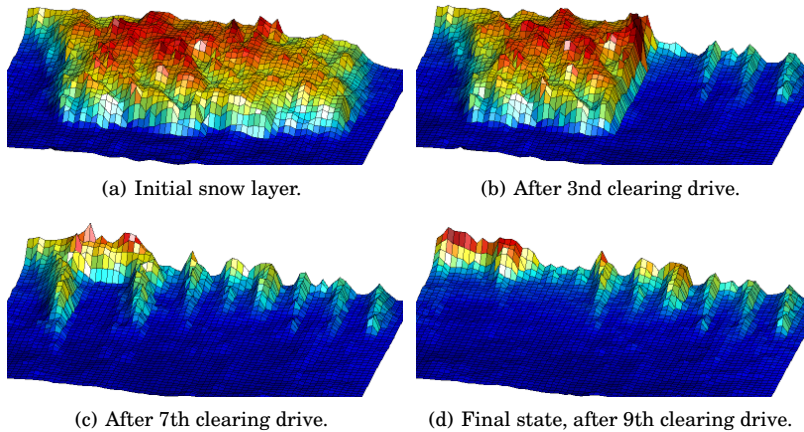 (a) Initial snow layer.
(b) After 3nd clearing drive.
(c) After 7th clearing drive.
(d) Final state, after 9th clearing drive.